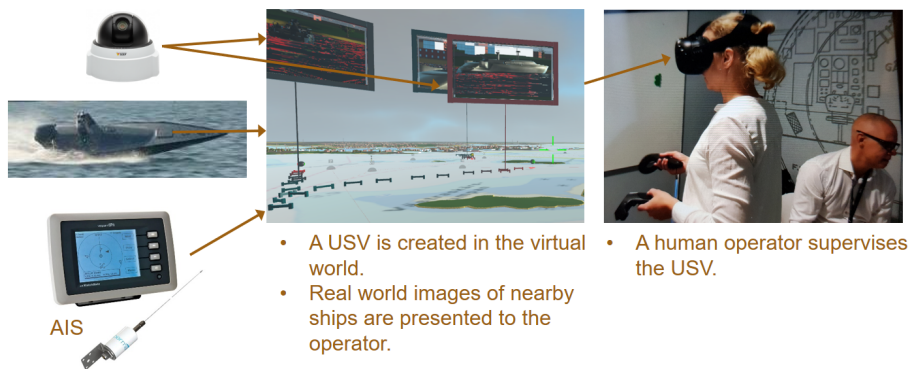 AIS
• A USV is created in the virtual
world.
• Real world images of nearby
ships are presented to the
operator.
• A human operator supervises
the USV.